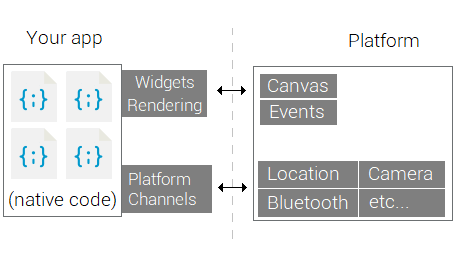 Your app
Platform
{;}
{;}
{;}
{;}
(native code)
Widgets
Rendering
Platform
Channels
Canvas
Events
Location
Camera
Bluetooth
etc...